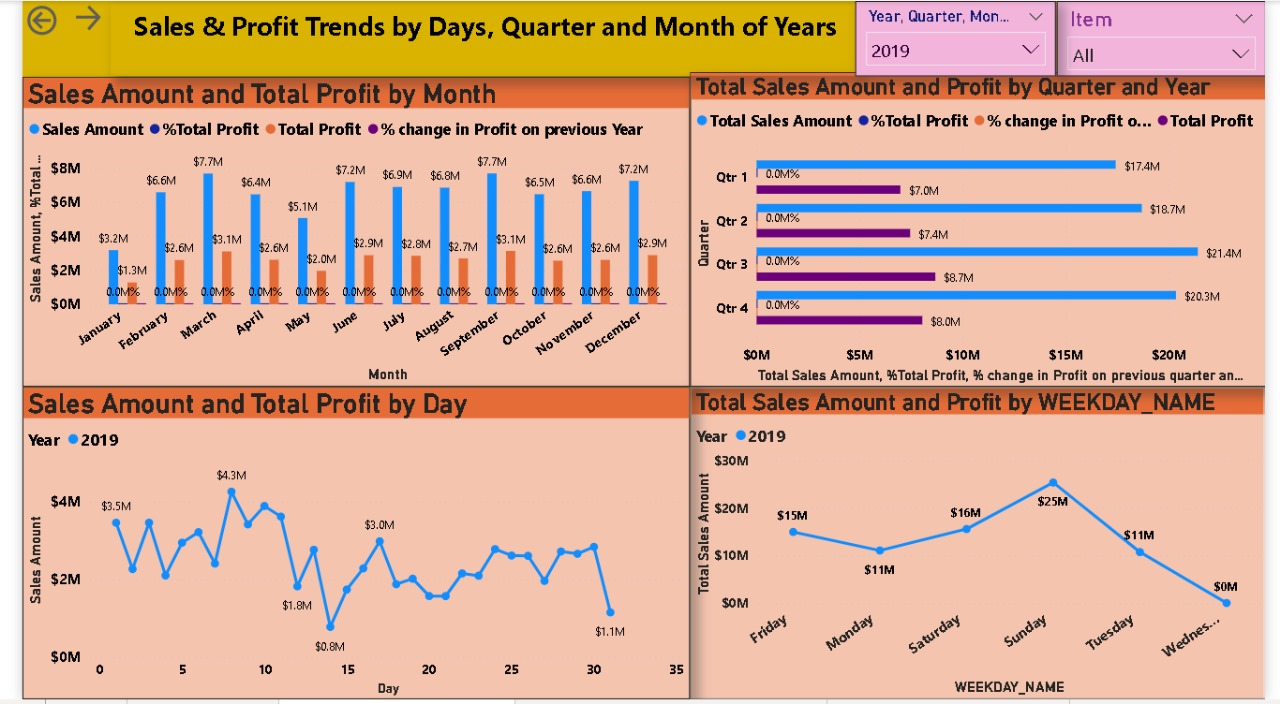 Sales & Profit Trends by Days, Quarter and Month of Years
Year, Quarter, Mon...
2019
Item
All
Sales Amount and Total Profit by Month
Sales Amount %Total Profit Total Profit % change in Profit on previous Year
Sales Amount, %Total ...
$8M
$6M
$4M
$2M
$0M
$3.2M $6.6M $7.7M $6.4M $5.1M $7.2M $6.9M $6.8M $7.7M $6.5M $6.6M $7.2M
$1.3M $2.6M $3.1M $2.6M $2.0M $2.9M $2.8M $2.7M $3.1M $2.6M $2.6M $2.9M
0.0M% 0.0M% 0.0M% 0.0M% 0.0M% 0.0M% 0.0M% 0.0M% 0.0M% 0.0M% 0.0M% 0.0M%
January February March April May June July August September October November December
Month
Total Sales Amount and Profit by Quarter and Year
Total Sales Amount %Total Profit % change in Profit o... Total Profit
Quarter
Qtr 1 $17.4M
0.0M%
$7.0M
Qtr 2 $18.7M
0.0M%
$7.4M
Qtr 3 $21.4M
0.0M%
$8.7M
Qtr 4 $20.3M
0.0M%
$8.0M
$0M $5M $10M $15M $20M
Total Sales Amount, %Total Profit, % change in Profit on previous quarter an...
Sales Amount and Total Profit by Day
Year 2019
Sales Amount
$4M
$2M
$0M
$3.5M $4.3M $1.8M $0.8M $3.0M $1.1M
0 5 10 15 20 25 30 35
Day
Total Sales Amount and Profit by WEEKDAY_NAME
Year 2019
Total Sales Amount
$30M
$20M
$10M
$0M
$15M $11M $16M $25M $11M $0M
Friday Monday Saturday Sunday Tuesday Wednes...
WEEKDAY_NAME